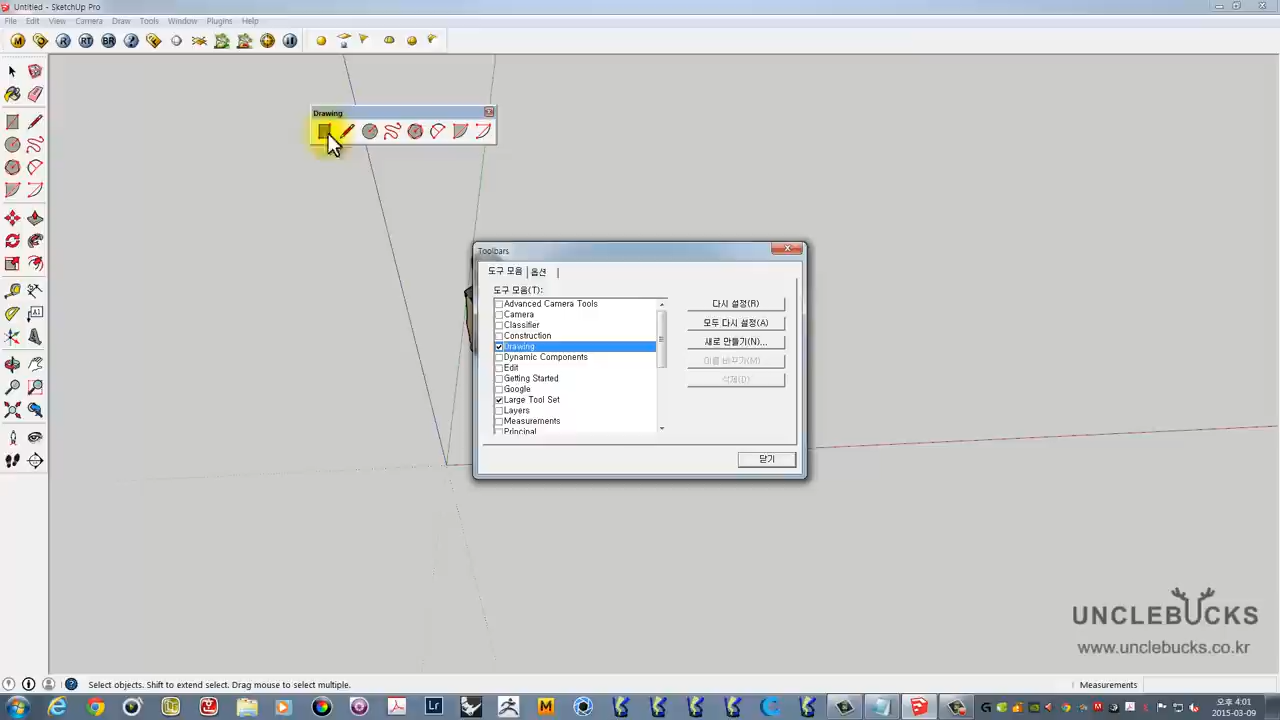 Untitled - SketchUp Pro
File Edit View Camera Draw Tools Window Plugins Help
M R RT BR
Drawing
Toolbars
도구 모음 옵션
도구 모음(T):
Advanced Camera Tools
Camera
Classifier
Construction
Drawing
Dynamic Components
Edit
Getting Started
Google
Large Tool Set
Layers
Measurements
Principal
다시 설정(R)
모두 다시 설정(A)
새로 만들기(N)...
이름 바꾸기(M)...
삭제(D)
닫기
UNCLEBUCKS
www.unclebucks.co.kr
Select objects. Shift to extend select. Drag mouse to select multiple.
Measurements
Lr
M
오후 4:01
2015-03-09